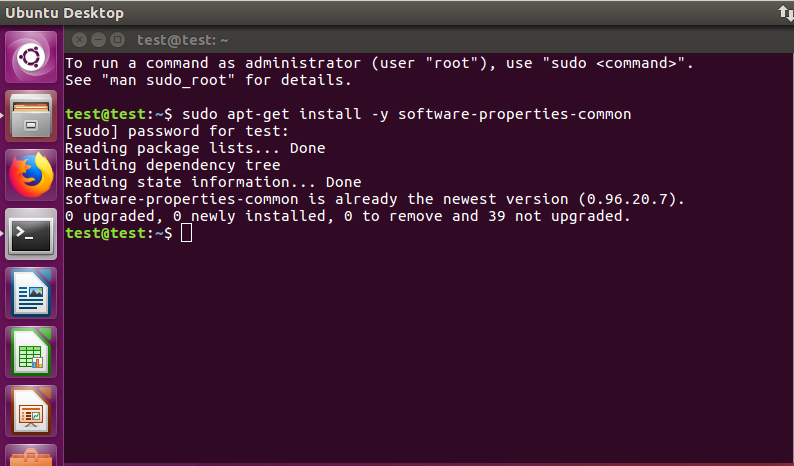 Ubuntu Desktop
test@test: ~
To run a command as administrator (user "root"), use "sudo <command>".
See "man sudo_root" for details.
test@test:~$ sudo apt-get install -y software-properties-common
[sudo] password for test:
Reading package lists... Done
Building dependency tree
Reading state information... Done
software-properties-common is already the newest version (0.96.20.7).
0 upgraded, 0 newly installed, 0 to remove and 39 not upgraded.
test@test:~$